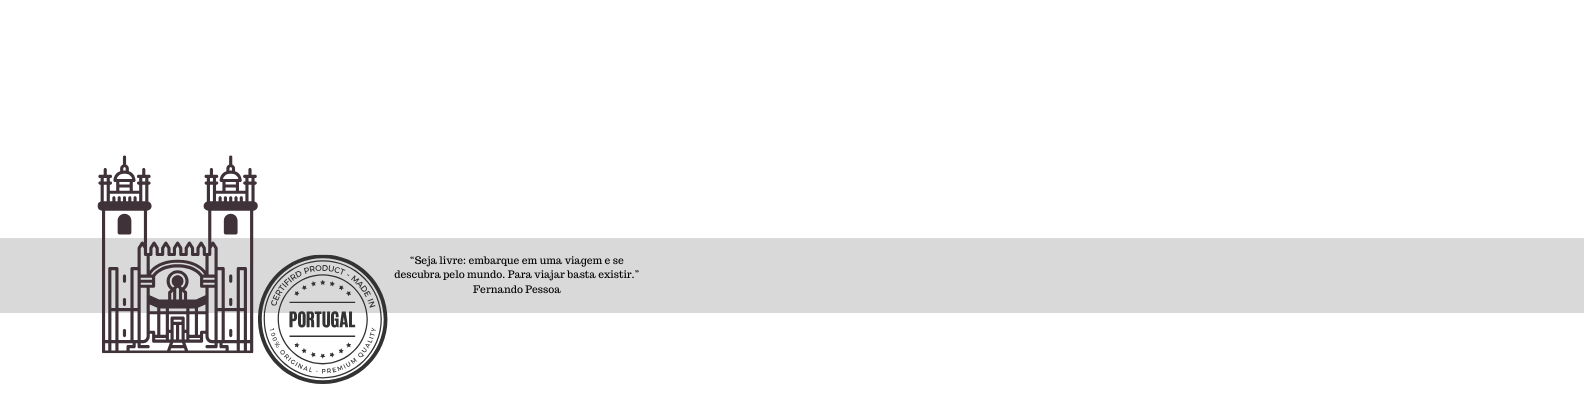 “Seja livre: embarque em uma viagem e se
descubra pelo mundo. Para viajar basta existir.”
Fernando Pessoa
CERTIFIRD PRODUCT - MADE IN
PORTUGAL
100% ORIGINAL - PREMIUM QUALITY